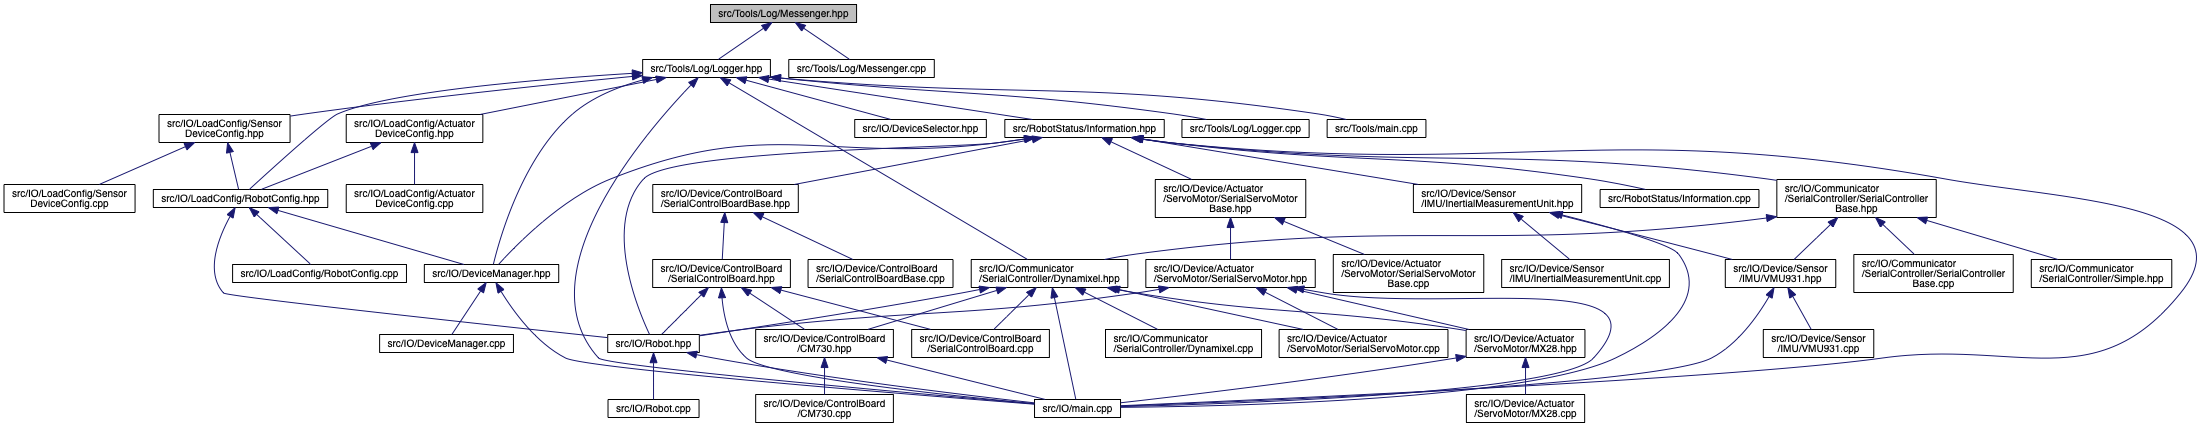 src/Tools/Log/Messenger.hpp
src/Tools/Log/Logger.hpp
src/Tools/Log/Messenger.cpp
src/IO/LoadConfig/Sensor
DeviceConfig.hpp
src/IO/LoadConfig/Actuator
DeviceConfig.hpp
src/IO/DeviceSelector.hpp
src/RobotStatus/Information.hpp
src/Tools/Log/Logger.cpp
src/Tools/main.cpp
src/IO/LoadConfig/Sensor
DeviceConfig.cpp
src/IO/LoadConfig/RobotConfig.hpp
src/IO/LoadConfig/Actuator
DeviceConfig.cpp
src/IO/Device/ControlBoard
/SerialControlBoardBase.hpp
src/IO/Device/Actuator
/ServoMotor/SerialServoMotor
Base.hpp
src/IO/Device/Sensor
/IMU/InertialMeasurementUnit.hpp
src/RobotStatus/Information.cpp
src/IO/Communicator
/SerialController/SerialController
Base.hpp
src/IO/LoadConfig/RobotConfig.cpp
src/IO/DeviceManager.hpp
src/IO/Device/ControlBoard
/SerialControlBoard.hpp
src/IO/Device/ControlBoard
/SerialControlBoardBase.cpp
src/IO/Communicator
/SerialController/Dynamixel.hpp
src/IO/Device/Actuator
/ServoMotor/SerialServoMotor.hpp
src/IO/Device/Actuator
/ServoMotor/SerialServoMotor
Base.cpp
src/IO/Device/Sensor
/IMU/InertialMeasurementUnit.cpp
src/IO/Device/Sensor
/IMU/VMU931.hpp
src/IO/Communicator
/SerialController/SerialController
Base.cpp
src/IO/Communicator
/SerialController/Simple.hpp
src/IO/DeviceManager.cpp
src/IO/Robot.hpp
src/IO/Device/ControlBoard
/CM730.hpp
src/IO/Device/ControlBoard
/SerialControlBoard.cpp
src/IO/Communicator
/SerialController/Dynamixel.cpp
src/IO/Device/Actuator
/ServoMotor/SerialServoMotor.cpp
src/IO/Device/Actuator
/ServoMotor/MX28.hpp
src/IO/Device/Sensor
/IMU/VMU931.cpp
src/IO/Robot.cpp
src/IO/Device/ControlBoard
/CM730.cpp
src/IO/main.cpp
src/IO/Device/Actuator
/ServoMotor/MX28.cpp